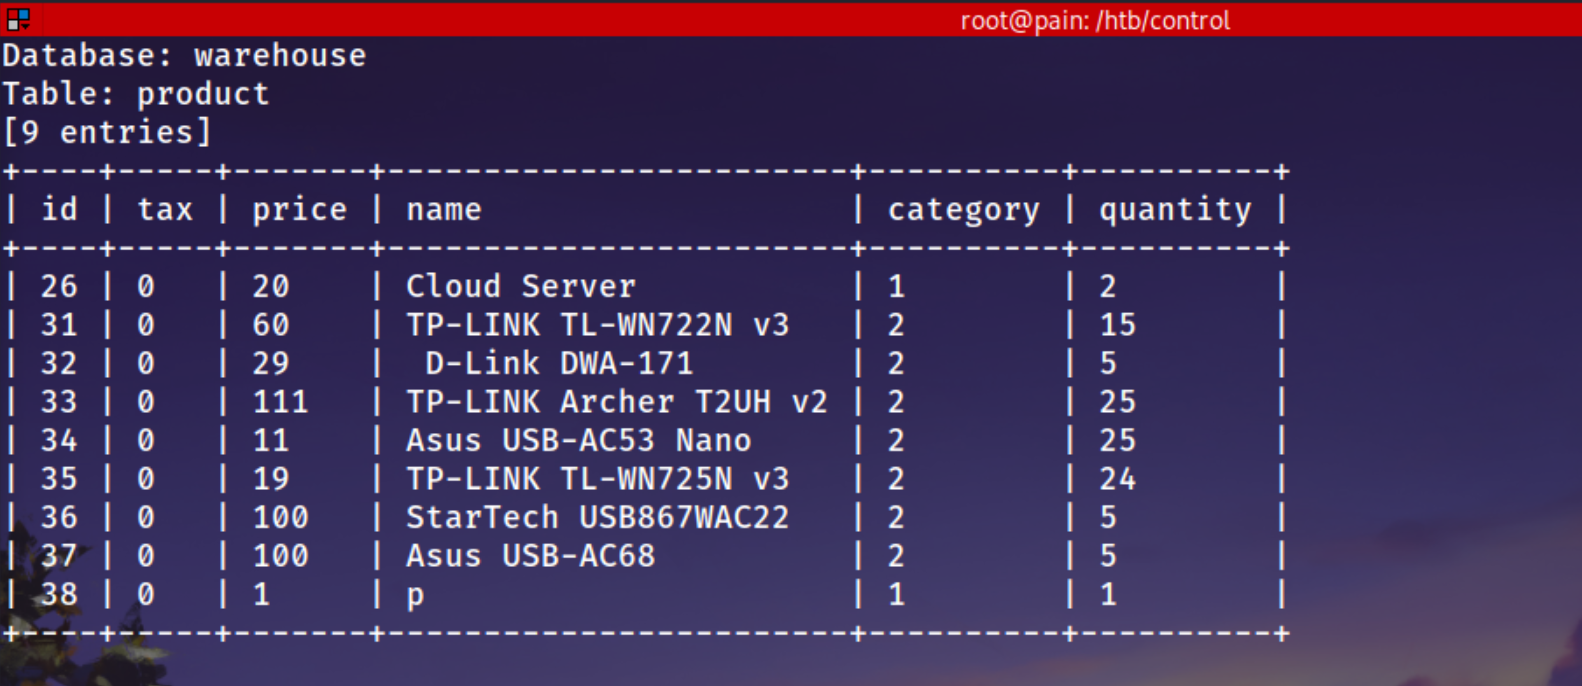 root@pain: /htb/control
Database: warehouse
Table: product
[9 entries]
+----+-----+-------+------------------------+----------+----------+
| id | tax | price | name                   | category | quantity |
+----+-----+-------+------------------------+----------+----------+
| 26 | 0   | 20    | Cloud Server           | 1        | 2        |
| 31 | 0   | 60    | TP-LINK TL-WN722N v3   | 2        | 15       |
| 32 | 0   | 29    |  D-Link DWA-171        | 2        | 5        |
| 33 | 0   | 111   | TP-LINK Archer T2UH v2 | 2        | 25       |
| 34 | 0   | 11    | Asus USB-AC53 Nano     | 2        | 25       |
| 35 | 0   | 19    | TP-LINK TL-WN725N v3   | 2        | 24       |
| 36 | 0   | 100   | StarTech USB867WAC22   | 2        | 5        |
| 37 | 0   | 100   | Asus USB-AC68          | 2        | 5        |
| 38 | 0   | 1     | p                      | 1        | 1        |
+----+-----+-------+------------------------+----------+----------+